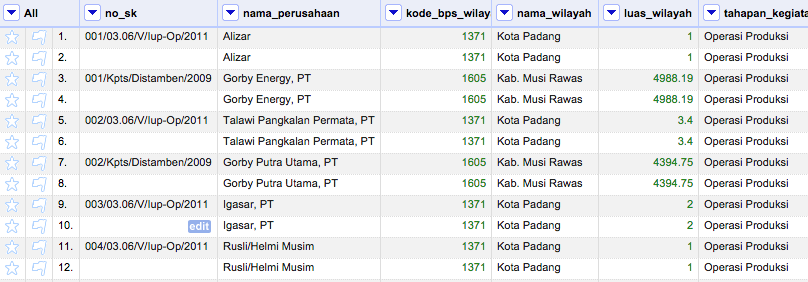 All no_sk nama_perusahaan kode_bps_wilay nama_wilayah luas_wilayah tahapan_kegiata
1. 001/03.06/V/Iup-Op/2011 Alizar 1371 Kota Padang 1 Operasi Produksi
2. Alizar 1371 Kota Padang 1 Operasi Produksi
3. 001/Kpts/Distamben/2009 Gorby Energy, PT 1605 Kab. Musi Rawas 4988.19 Operasi Produksi
4. Gorby Energy, PT 1605 Kab. Musi Rawas 4988.19 Operasi Produksi
5. 002/03.06/V/Iup-Op/2011 Talawi Pangkalan Permata, PT 1371 Kota Padang 3.4 Operasi Produksi
6. Talawi Pangkalan Permata, PT 1371 Kota Padang 3.4 Operasi Produksi
7. 002/Kpts/Distamben/2009 Gorby Putra Utama, PT 1605 Kab. Musi Rawas 4394.75 Operasi Produksi
8. Gorby Putra Utama, PT 1605 Kab. Musi Rawas 4394.75 Operasi Produksi
9. 003/03.06/V/Iup-Op/2011 Igasar, PT 1371 Kota Padang 2 Operasi Produksi
10. edit Igasar, PT 1371 Kota Padang 2 Operasi Produksi
11. 004/03.06/V/Iup-Op/2011 Rusli/Helmi Musim 1371 Kota Padang 1 Operasi Produksi
12. Rusli/Helmi Musim 1371 Kota Padang 1 Operasi Produksi